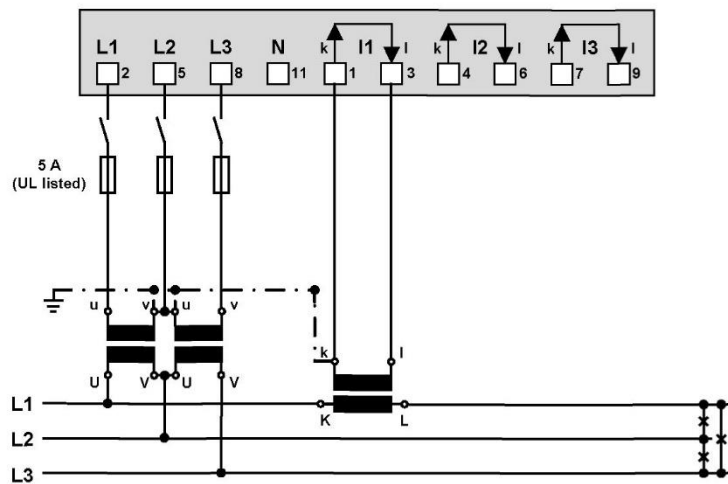 k I1 l k I2 l k I3 l
L1 L2 L3 N
2 5 8 11 1 3 4 6 7 9
5 A
(UL listed)
u v u v
k l
U V U V
L1 K L
L2
L3